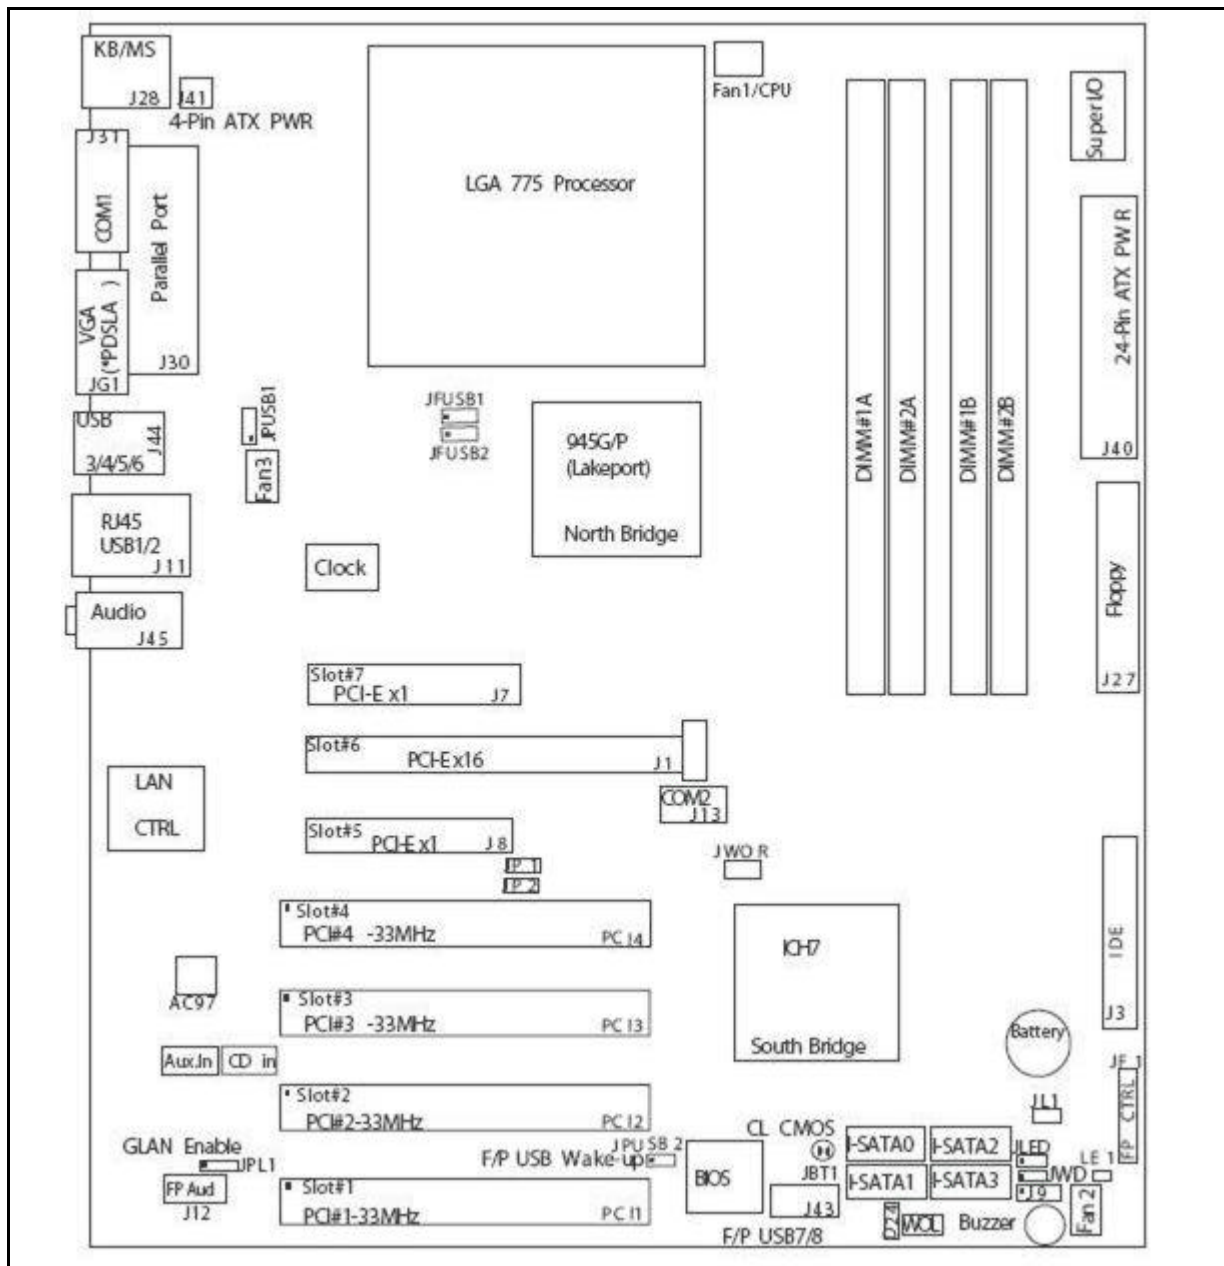 KB/MS
J28
J41
4-Pin ATX PWR
Fan1/CPU
Super I/O
J31
COM1
Parallel Port
J30
LGA 775 Processor
24-Pin ATX PWR
J40
VGA
(*PDSLA )
JG1
USB
3/4/5/6
J44
JPUSB1
Fan3
JFUSB1
JFUSB2
945G/P
(Lakeport)
North Bridge
DIMM#1A
DIMM#2A
DIMM#1B
DIMM#2B
RJ45
USB1/2
J11
Clock
Floppy
J27
Audio
J45
Slot#7
PCI-E x1
J7
Slot#6
PCI-Ex16
J1
LAN
CTRL
COM2
J13
Slot#5
PCI-E x1
J8
JP1
JP2
JWOR
Slot#4
PCI#4 -33MHz
PCI4
ICH7
South Bridge
IDE
J3
AC97
Slot#3
PCI#3 -33MHz
PCI3
Battery
Aux.In
CD in
JF1
FP CTRL
Slot#2
PCI#2-33MHz
PCI2
JL1
GLAN Enable
JPL1
JPUSB2
F/P USB Wake-up
CL CMOS
JBT1
BIOS
I-SATA0
I-SATA2
JLED
LE1
JWD
FP Aud
J12
Slot#1
PCI#1-33MHz
PCI1
J43
F/P USB7/8
I-SATA1
I-SATA3
J9
Fan2
D24
WOL
Buzzer